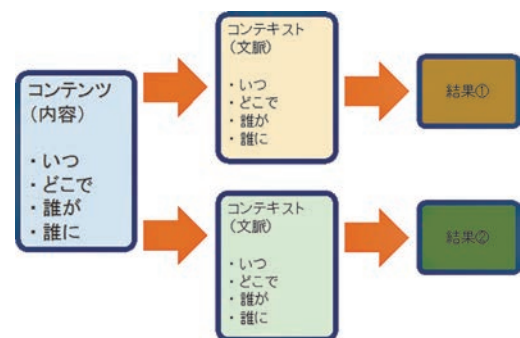 コンテンツ
(内容)
・いつ
・どこで
・誰が
・誰に
コンテキスト
(文脈)
・いつ
・どこで
・誰が
・誰に
結果①
コンテキスト
(文脈)
・いつ
・どこで
・誰が
・誰に
結果②